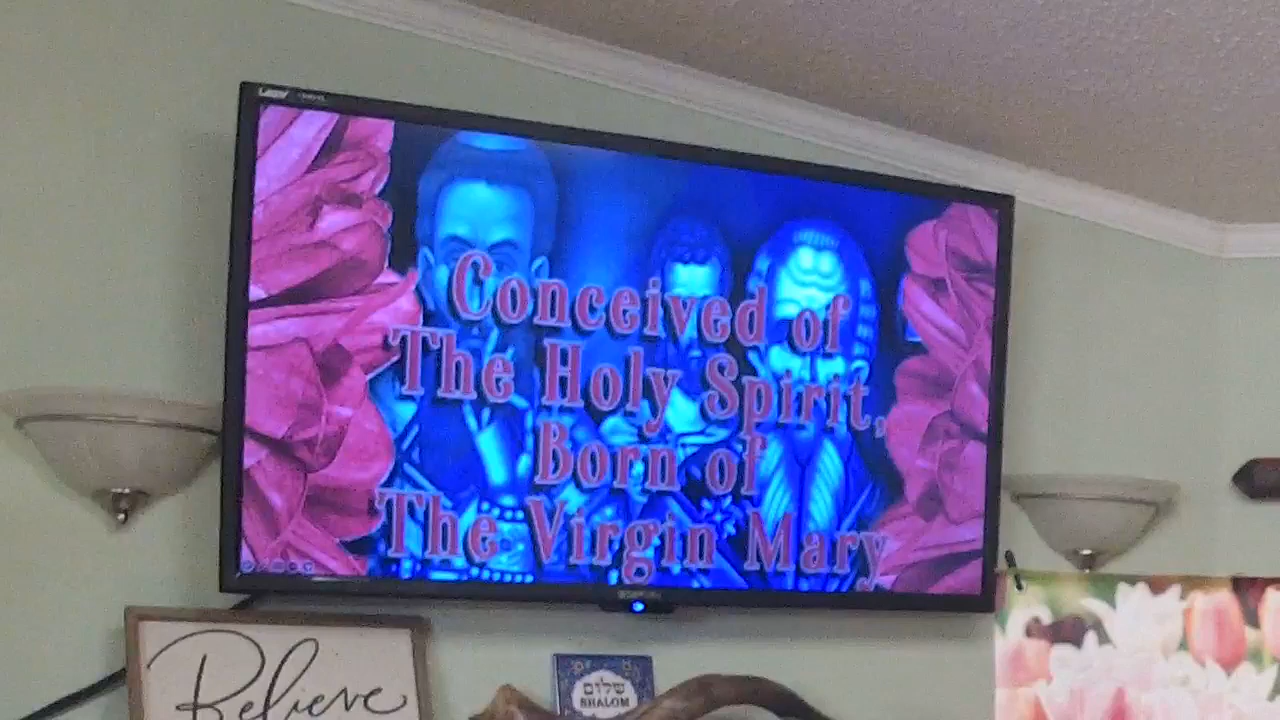 Conceived of
The Holy Spirit,
Born of
The Virgin Mary
Believe
שלום
SHALOM